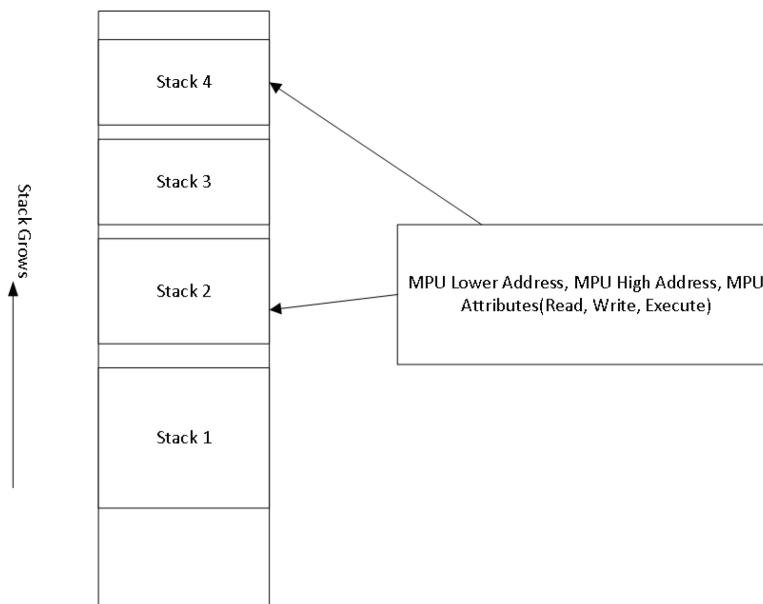 Stack 4
Stack 3
Stack Grows
MPU Lower Address, MPU High Address, MPU
Attributes(Read, Write, Execute)
Stack 2
Stack 1